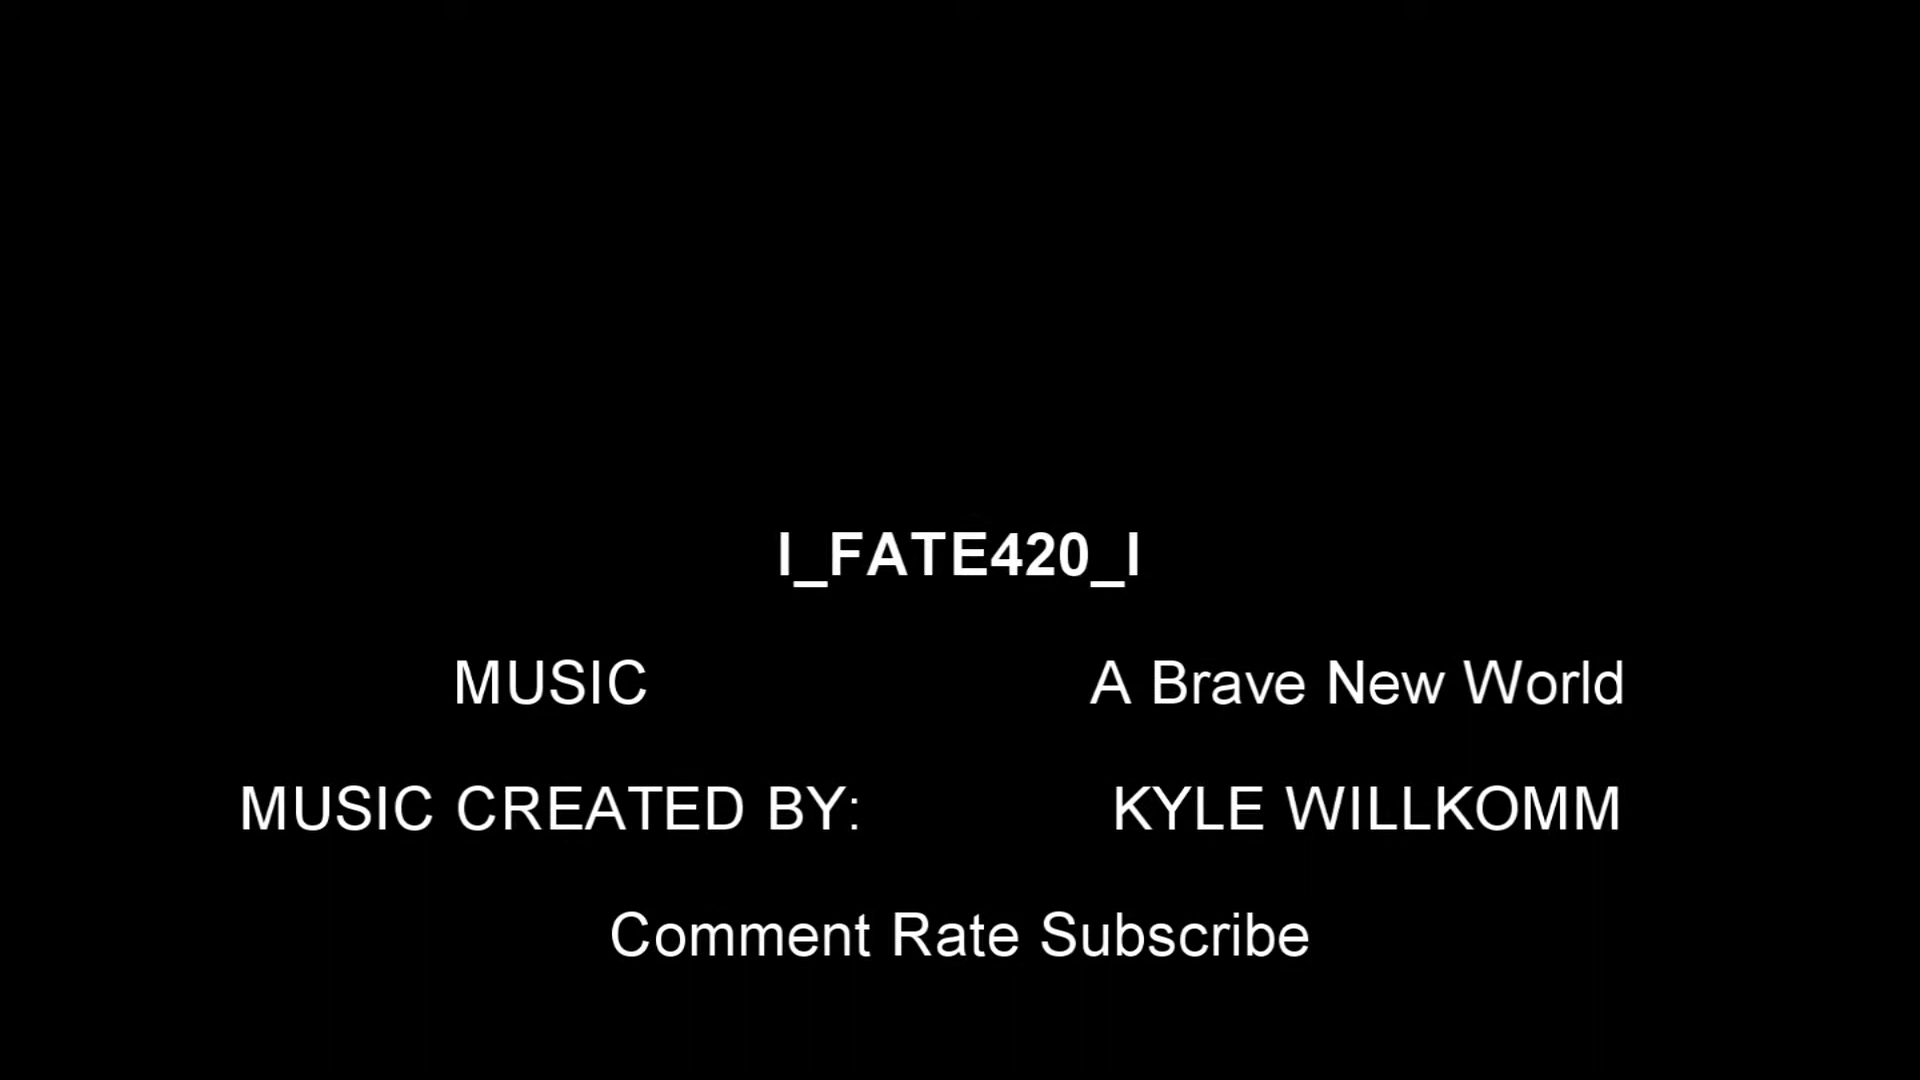 I_FATE420_I
MUSIC A Brave New World
MUSIC CREATED BY: KYLE WILLKOMM
Comment Rate Subscribe